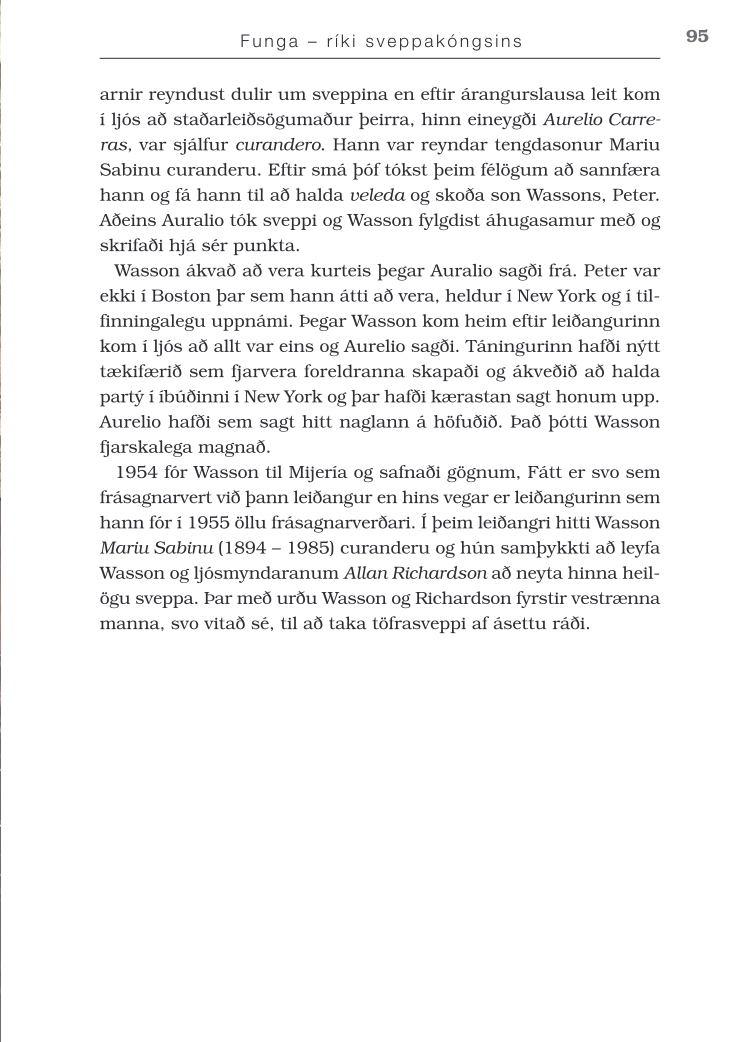 Funga – ríki sveppakóngsins
95
arnir reyndust dulir um sveppina en eftir árangurslausa leit kom
í ljós að staðarleiðsögumaður þeirra, hinn eineygði Aurelio Carre-
ras, var sjálfur curandero. Hann var reyndar tengdasonur Mariu
Sabinu curanderu. Eftir smá þóf tókst þeim félögum að sannfæra
hann og fá hann til að halda veleda og skoða son Wassons, Peter.
Aðeins Auralio tók sveppi og Wasson fylgdist áhugasamur með og
skrifaði hjá sér punkta.
Wasson ákvað að vera kurteis þegar Auralio sagði frá. Peter var
ekki í Boston þar sem hann átti að vera, heldur í New York og í til-
finningalegu uppnámi. Þegar Wasson kom heim eftir leiðangurinn
kom í ljós að allt var eins og Aurelio sagði. Táningurinn hafði nýtt
tækifærið sem fjarvera foreldranna skapaði og ákveðið að halda
partý í íbúðinni í New York og þar hafði kærastan sagt honum upp.
Aurelio hafði sem sagt hitt naglann á höfuðið. Það þótti Wasson
fjarskalega magnað.
1954 fór Wasson til Mijería og safnaði gögnum, Fátt er svo sem
frásagnarvert við þann leiðangur en hins vegar er leiðangurinn sem
hann fór í 1955 öllu frásagnarverðari. Í þeim leiðangri hitti Wasson
Mariu Sabinu (1894 – 1985) curanderu og hún samþykkti að leyfa
Wasson og ljósmyndaranum Allan Richardson að neyta hinna heil-
ögu sveppa. Þar með urðu Wasson og Richardson fyrstir vestrænna
manna, svo vitað sé, til að taka töfrasveppi af ásettu ráði.